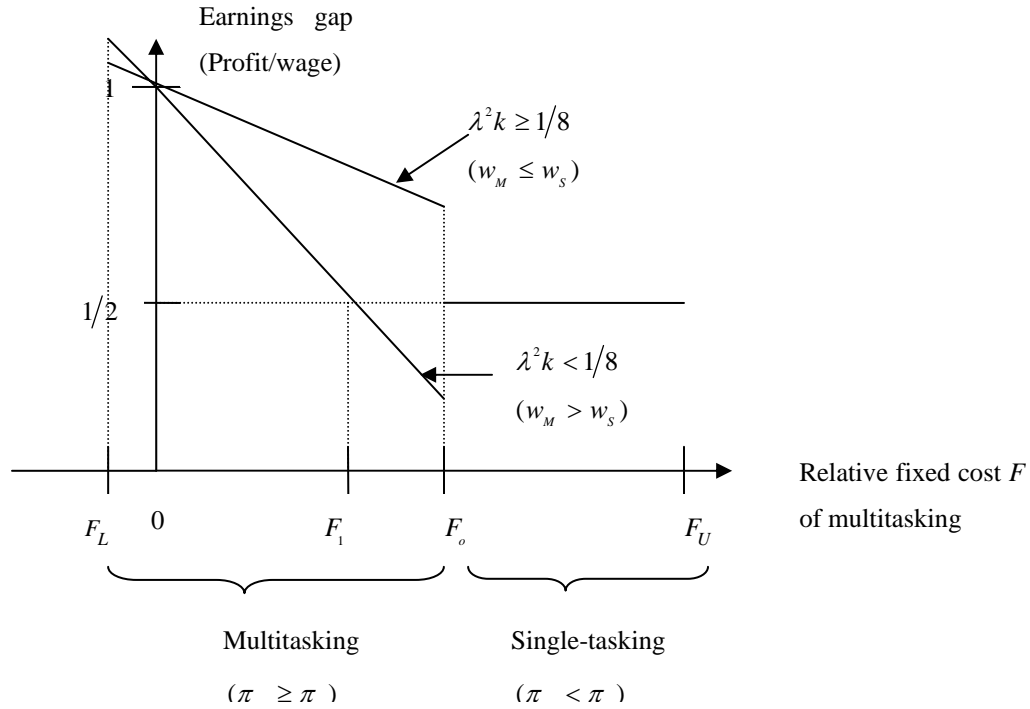 Earnings gap
(Profit/wage)
1
λ²k ≥ 1/8
(w_M ≤ w_S)
1/2
λ²k < 1/8
(w_M > w_S)
Relative fixed cost F
of multitasking
F_L 0 F_1 F_o F_U
Multitasking Single-tasking
(π ≥ π) (π < π)